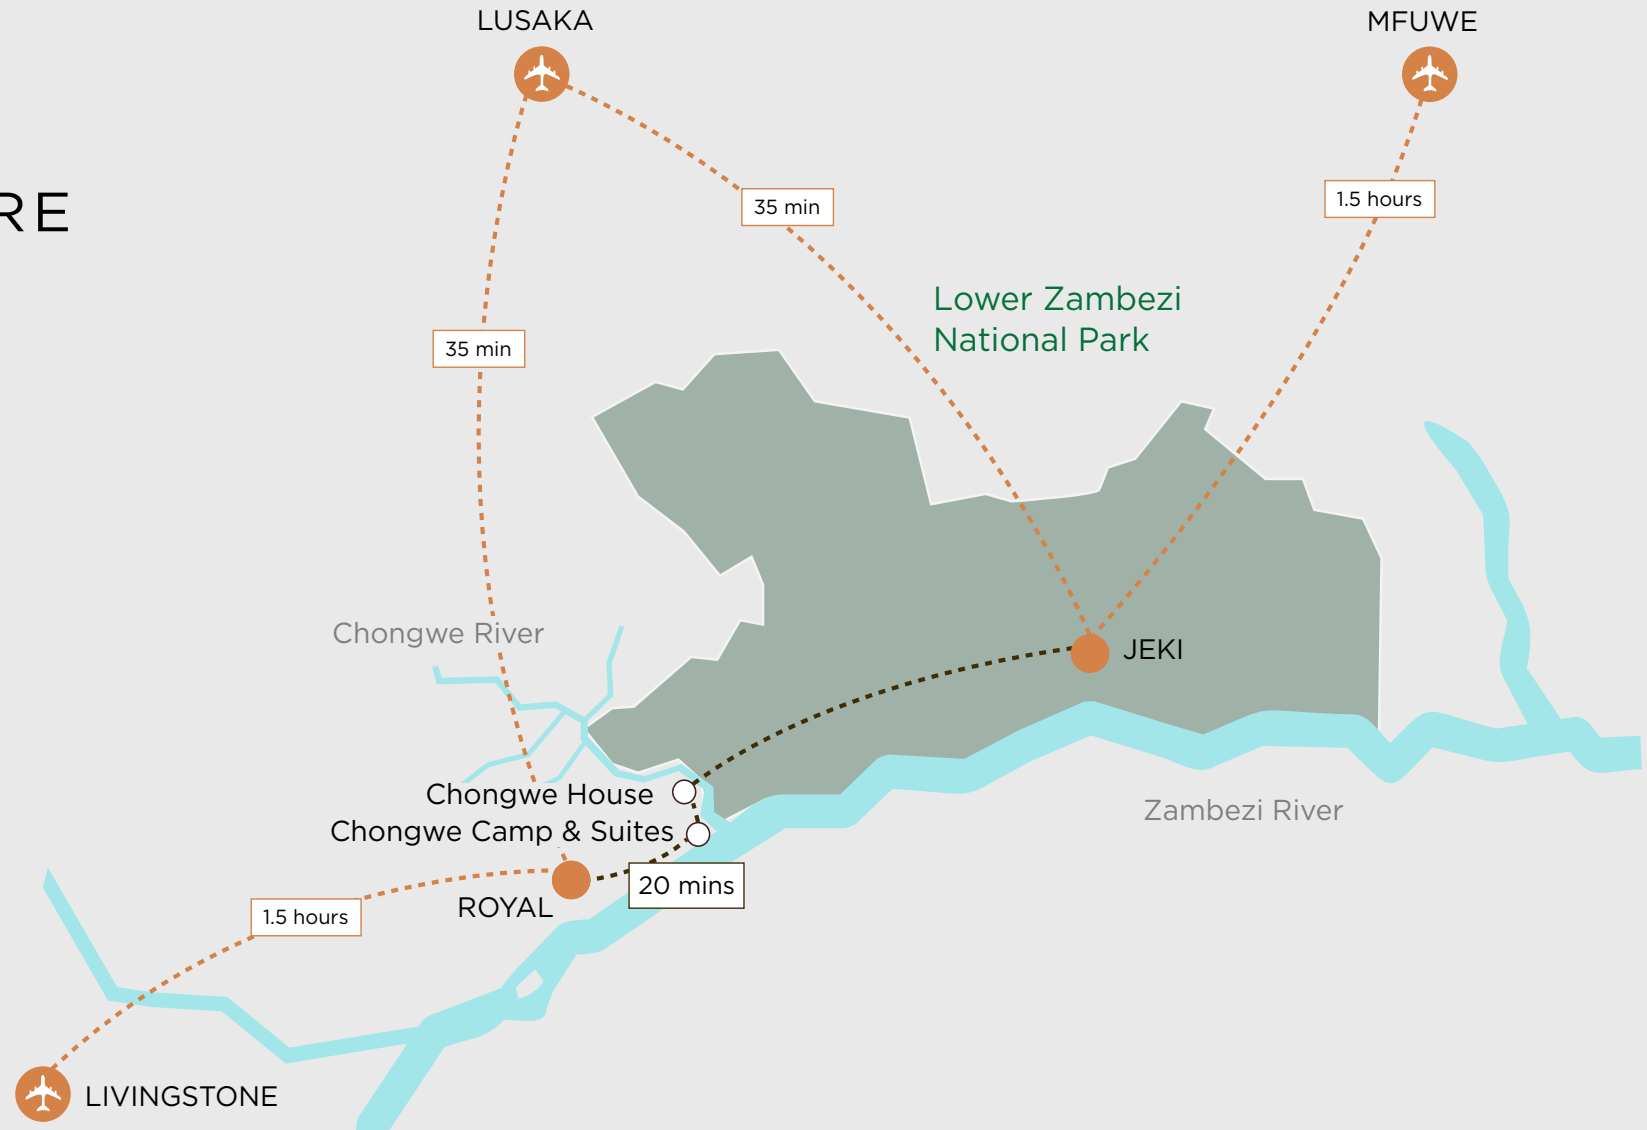 LUSAKA
MFUWE
RE
35 min
1.5 hours
Lower Zambezi
National Park
35 min
Chongwe River
JEKI
Chongwe House
Chongwe Camp & Suites
Zambezi River
20 mins
ROYAL
1.5 hours
LIVINGSTONE